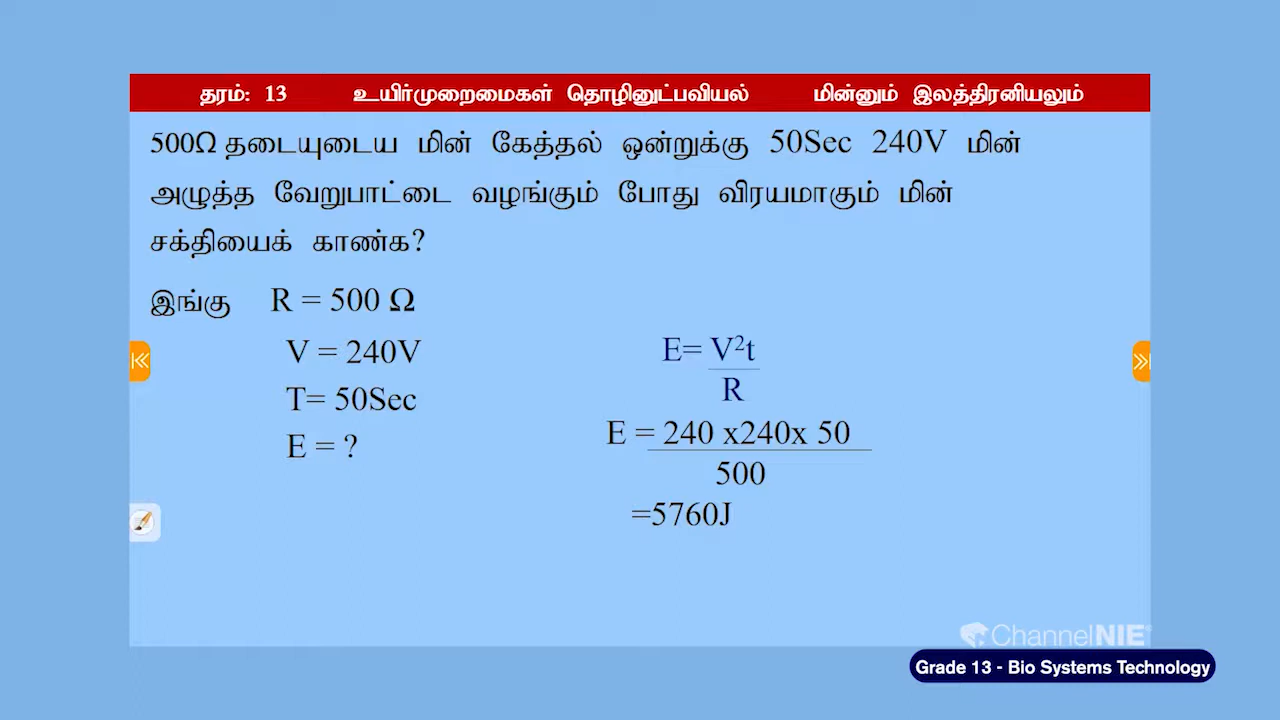 தரம்: 13 உயிர்முறைமைகள் தொழினுட்பவியல் மின்னும் இலத்திரனியலும்
500Ω தடையுடைய மின் கேத்தல் ஒன்றுக்கு 50Sec 240V மின்
அழுத்த வேறுபாட்டை வழங்கும் போது விரயமாகும் மின்
சக்தியைக் காண்க?
இங்கு R = 500 Ω
V = 240V
T= 50Sec
E = ?
E= V²t
R
E = 240 x240x 50
500
=5760J
ChannelNIE
Grade 13 - Bio Systems Technology